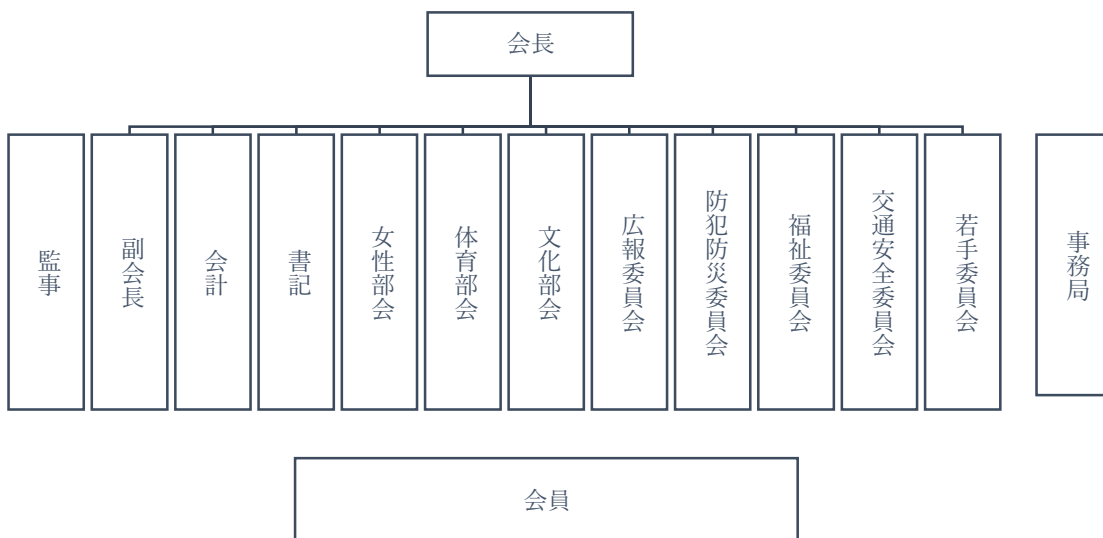 会長
監事
副会長
会計
書記
女性部会
体育部会
文化部会
広報委員会
防犯防災委員会
福祉委員会
交通安全委員会
若手委員会
事務局
会員